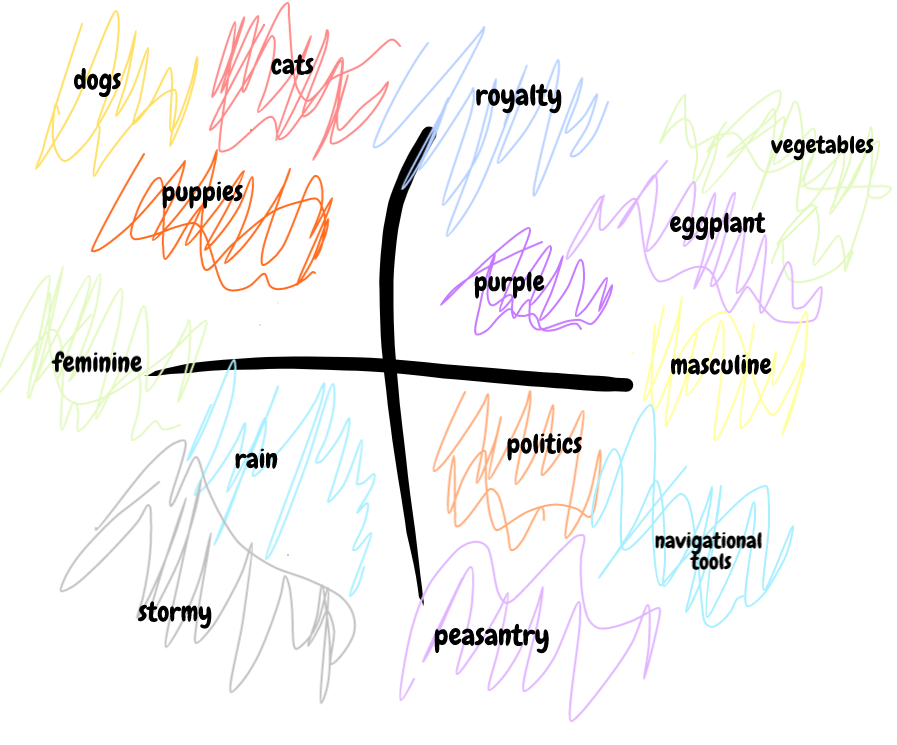 dogs
cats
royalty
vegetables
puppies
eggplant
purple
feminine
masculine
politics
rain
navigational
tools
stormy
peasantry